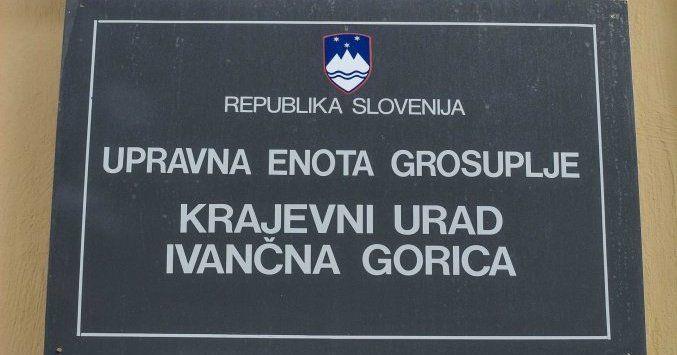 REPUBLIKA SLOVENIJA
UPRAVNA ENOTA GROSUPLJE
KRAJEVNI URAD
IVANČNA GORICA